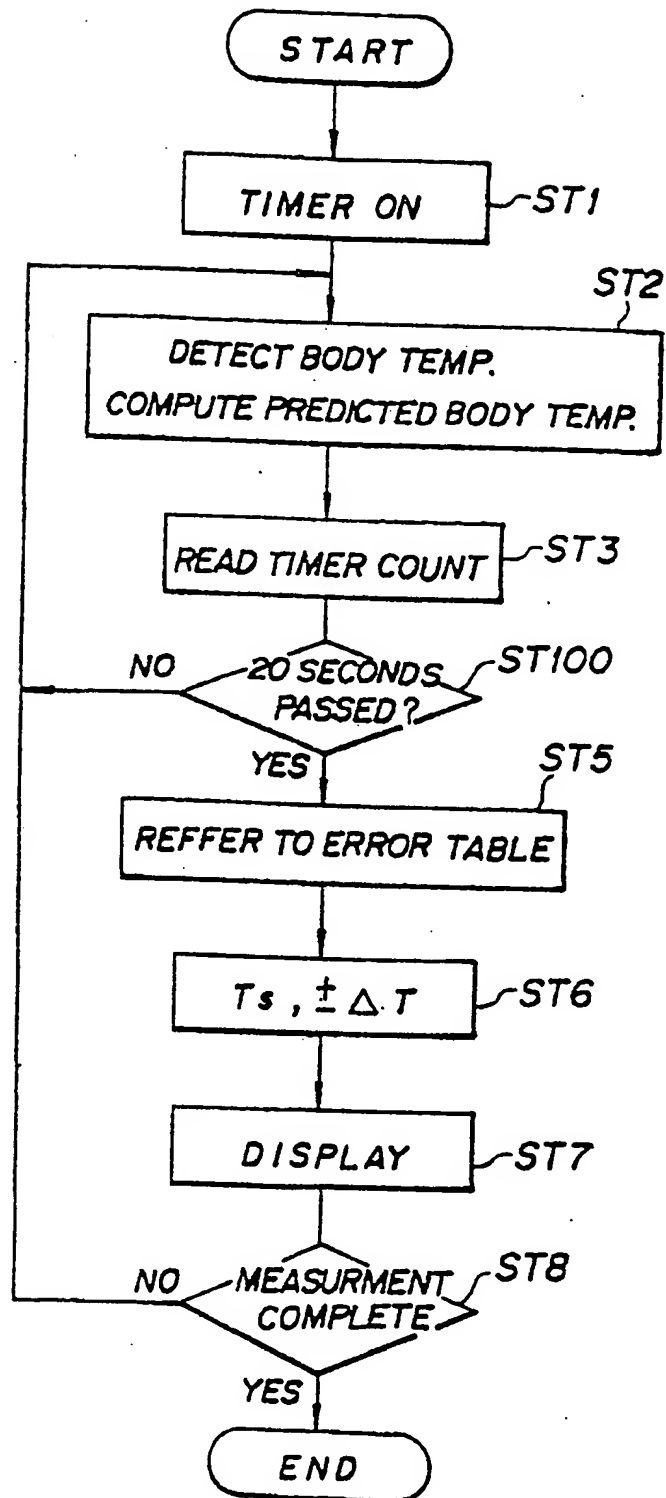 START
TIMER ON
ST1
ST2
DETECT BODY TEMP.
COMPUTE PREDICTED BODY TEMP.
READ TIMER COUNT
ST3
NO
20 SECONDS
PASSED?
ST100
YES
ST5
REFFER TO ERROR TABLE
Ts, ± △T
ST6
DISPLAY
ST7
NO
MEASURMENT
COMPLETE
ST8
YES
END